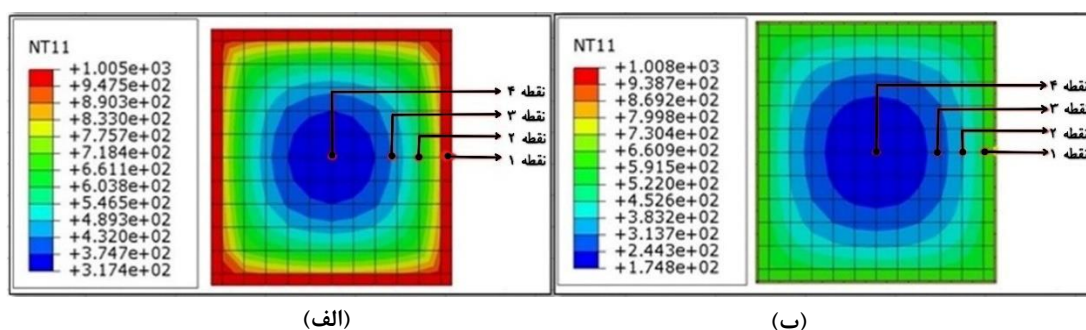 NT11
+1.005e+03
+9.475e+02
+8.903e+02
+8.330e+02
+7.757e+02
+7.184e+02
+6.611e+02
+6.038e+02
+5.465e+02
+4.893e+02
+4.320e+02
+3.747e+02
+3.174e+02
نقطه ۴
نقطه ۳
نقطه ۲
نقطه ۱
(الف)
NT11
+1.008e+03
+9.387e+02
+8.692e+02
+7.998e+02
+7.304e+02
+6.609e+02
+5.915e+02
+5.220e+02
+4.526e+02
+3.832e+02
+3.137e+02
+2.443e+02
+1.748e+02
نقطه ۴
نقطه ۳
نقطه ۲
نقطه ۱
(ب)